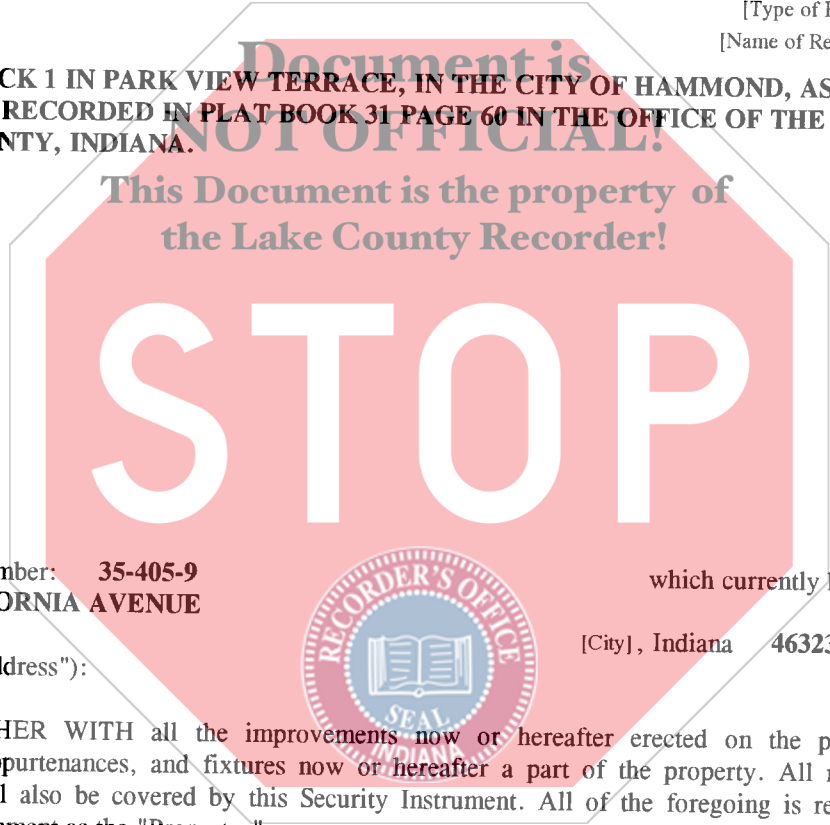 [Type of
[Name of Re
CK 1 IN PARK VIEW TERRACE, IN THE CITY OF HAMMOND, AS
RECORDED IN PLAT BOOK 31 PAGE 60 IN THE OFFICE OF THE
NTY, INDIANA.
Document is
NOT OFFICIAL!
This Document is the property of
the Lake County Recorder!
STOP
mber: 35-405-9
which currently
ORNIA AVENUE
[City], Indiana 46323
ddress"):
RECORDER'S OFFICE
SEAL
INDIANA
HER WITH all the improvements now or hereafter erected on the p
ppurtenances, and fixtures now or hereafter a part of the property. All
l also be covered by this Security Instrument. All of the foregoing is re